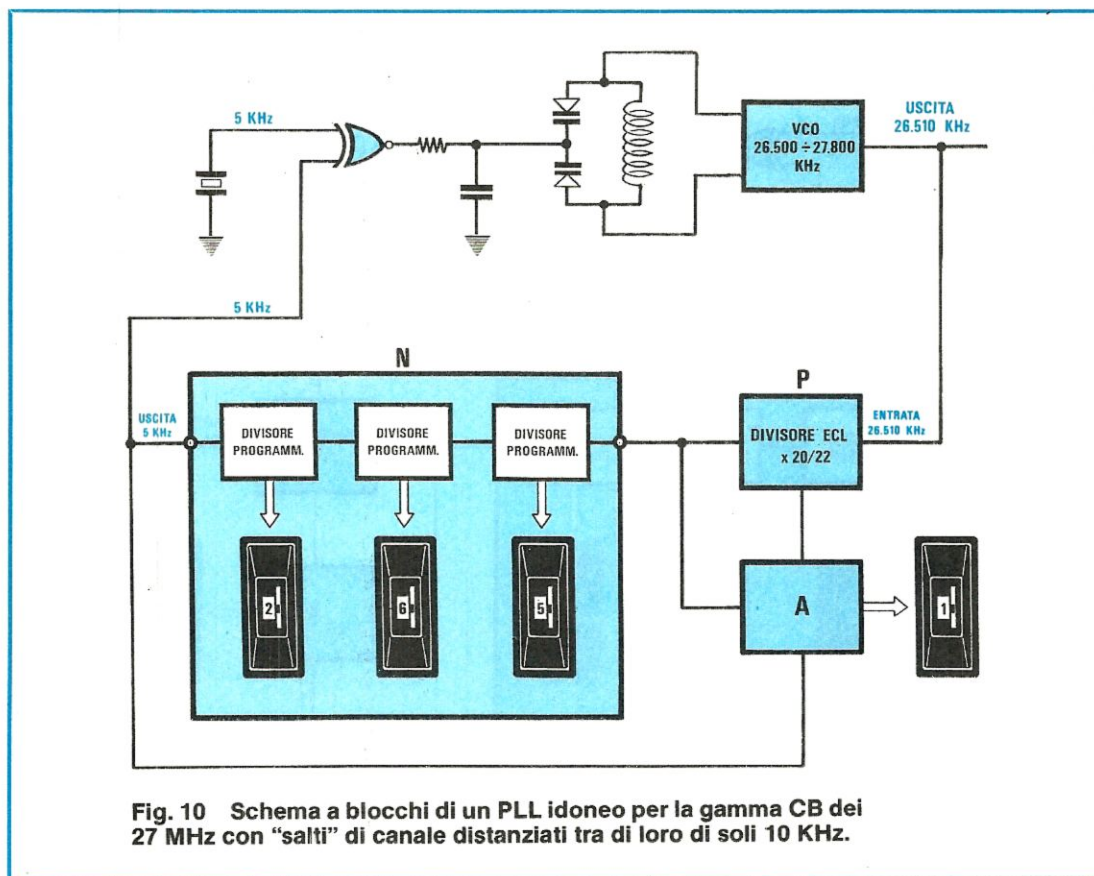 5 KHz
VCO
26.500 ÷ 27.800
KHz
USCITA
26.510 KHz
5 KHz
N
USCITA
5 KHz
DIVISORE
PROGRAMM.
DIVISORE
PROGRAMM.
DIVISORE
PROGRAMM.
P
DIVISORE ECL
x 20/22
ENTRATA
26.510 KHz
2
6
5
A
1
Fig. 10 Schema a blocchi di un PLL idoneo per la gamma CB dei
27 MHz con “salti” di canale distanziati tra di loro di soli 10 KHz.